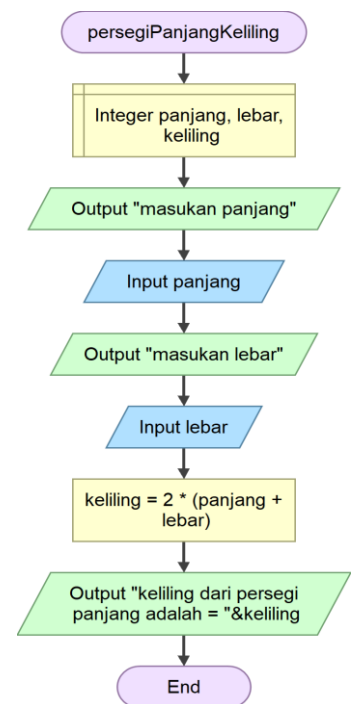 persegiPanjangKeliling
Integer panjang, lebar,
keliling
Output "masukan panjang"
Input panjang
Output "masukan lebar"
Input lebar
keliling = 2 * (panjang +
lebar)
Output "keliling dari persegi
panjang adalah = "&keliling
End